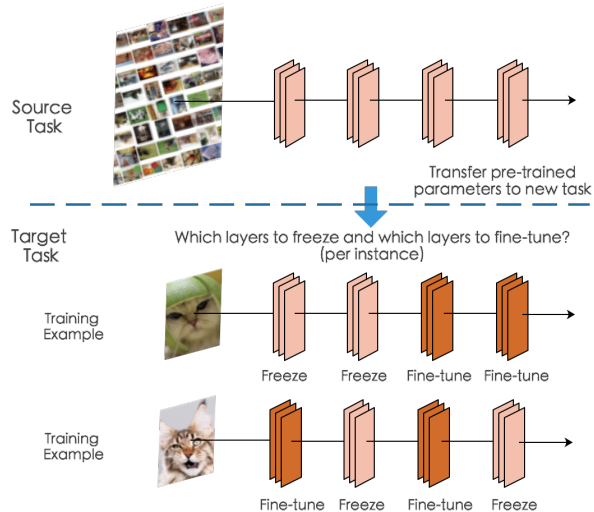 Source
Task
Transfer pre-trained
parameters to new task
Target
Task
Which layers to freeze and which layers to fine-tune?
(per instance)
Training
Example
Freeze
Freeze
Fine-tune
Fine-tune
Training
Example
Fine-tune
Freeze
Fine-tune
Freeze